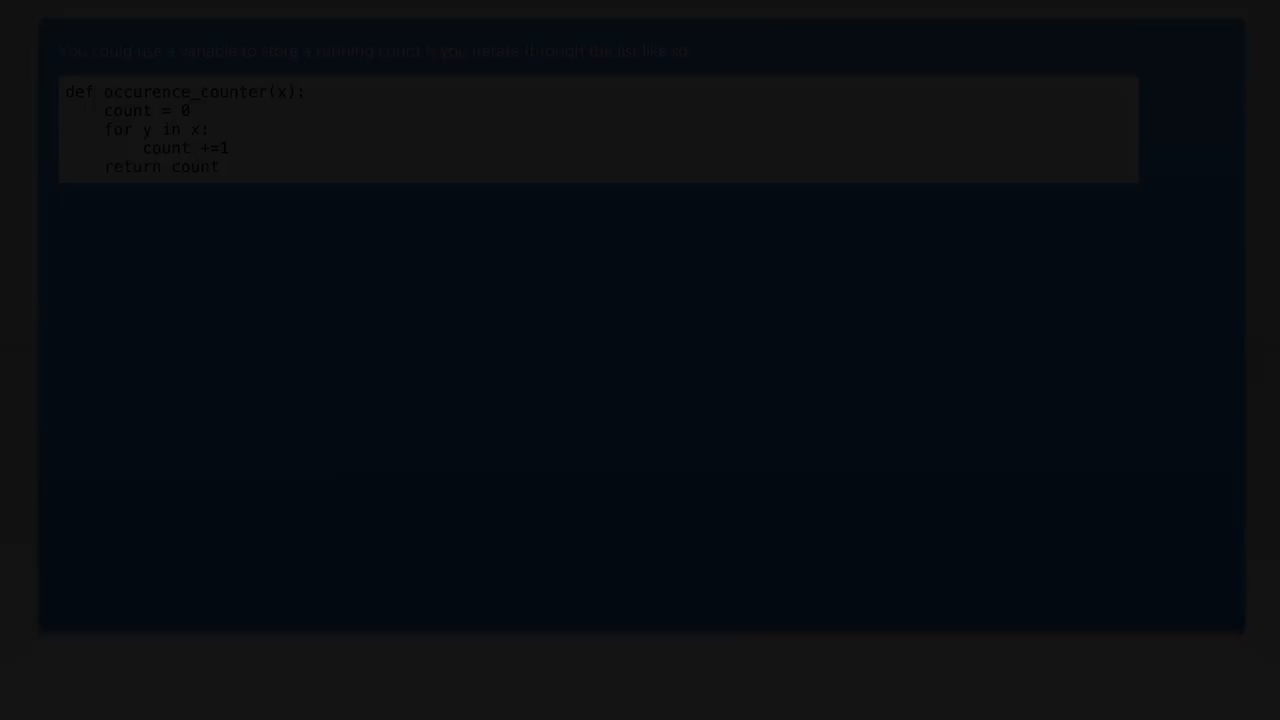 You could use a variable to store a running count is you iterate through the list like so
def occurence_counter(x):
    count = 0
    for y in x:
        count +=1
    return count